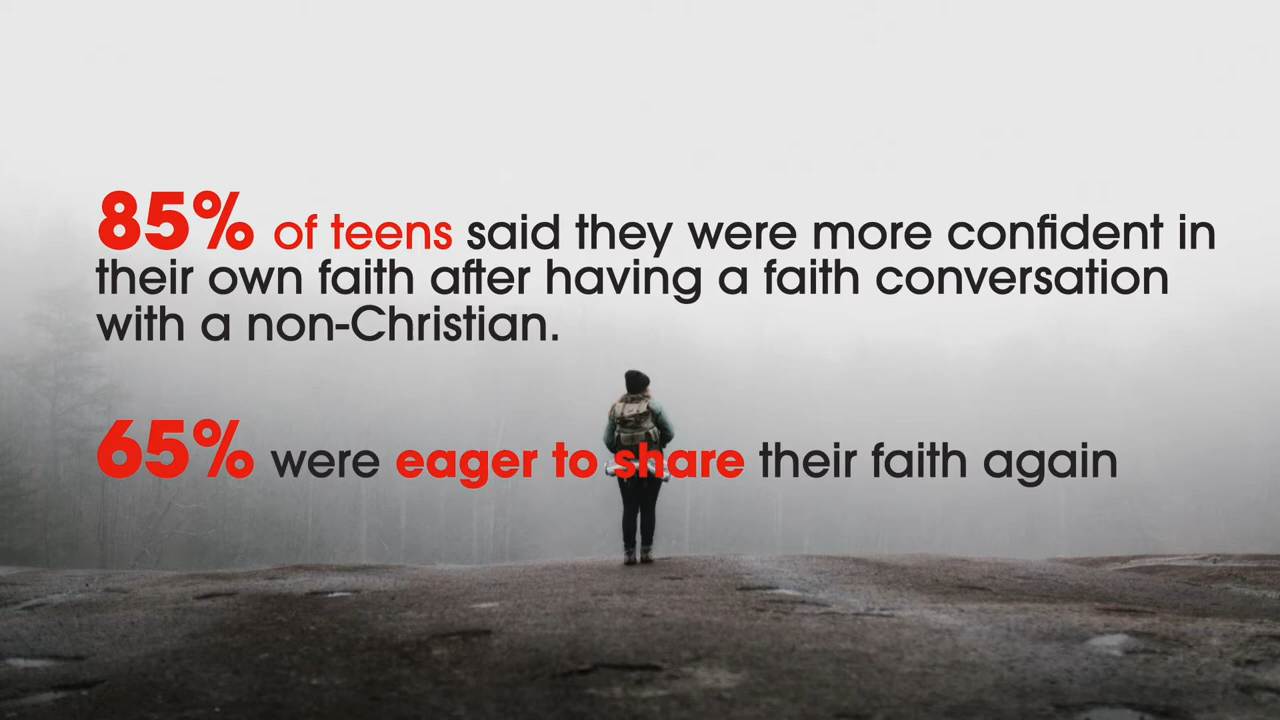 85% of teens said they were more confident in
their own faith after having a faith conversation
with a non-Christian.
65% were eager to share their faith again